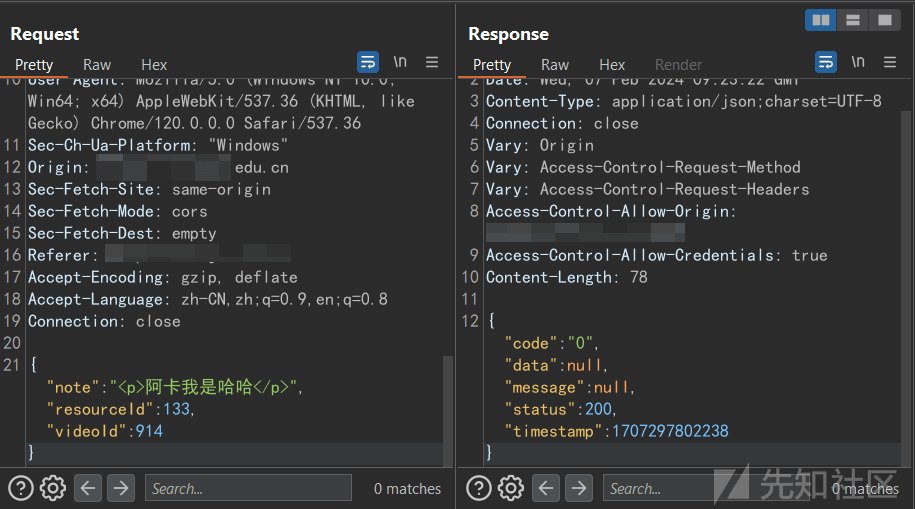 Request
Pretty Raw Hex
\n
10 User Agent: Mozilla/5.0 (Windows NT 10.0;
Win64; x64) AppleWebKit/537.36 (KHTML, like
Gecko) Chrome/120.0.0.0 Safari/537.36
11 Sec-Ch-Ua-Platform: "Windows"
12 Origin: edu.cn
13 Sec-Fetch-Site: same-origin
14 Sec-Fetch-Mode: cors
15 Sec-Fetch-Dest: empty
16 Referer:
17 Accept-Encoding: gzip, deflate
18 Accept-Language: zh-CN,zh;q=0.9,en;q=0.8
19 Connection: close
20
21 {
"note":"<p>阿卡我是哈哈</p>",
"resourceId":133,
"videoId":914
}
Search...
0 matches
Response
Pretty Raw Hex Render
\n
2 Date: Wed, 07 Feb 2024 09:23:22 GMT
3 Content-Type: application/json;charset=UTF-8
4 Connection: close
5 Vary: Origin
6 Vary: Access-Control-Request-Method
7 Vary: Access-Control-Request-Headers
8 Access-Control-Allow-Origin:
9 Access-Control-Allow-Credentials: true
10 Content-Length: 78
11
12 {
"code":"0",
"data":null,
"message":null,
"status":200,
"timestamp":1707297802238
}
Search...
0 matches
先知社区